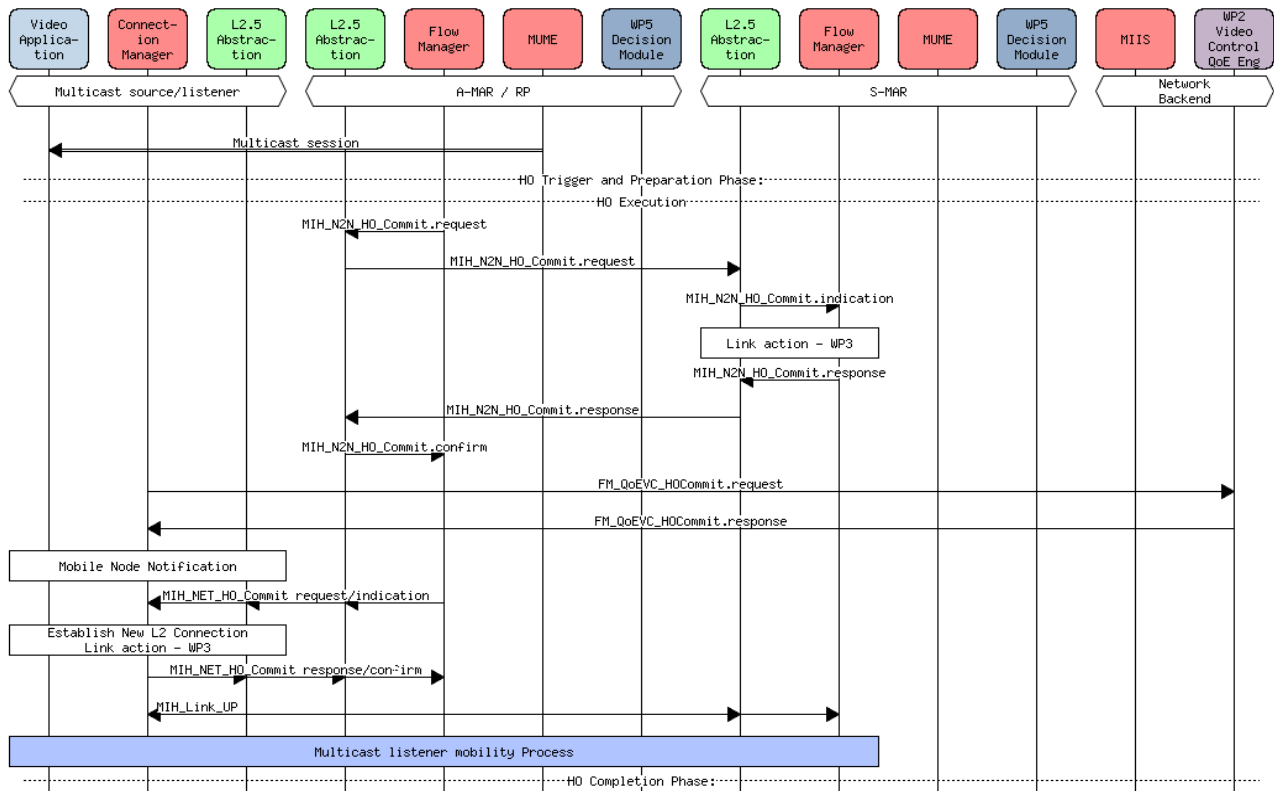 Video
Applica-
tion
Connect-
ion
Manager
L2.5
Abstrac-
tion
L2.5
Abstrac-
tion
Flow
Manager
MUME
WP5
Decision
Module
L2.5
Abstrac-
tion
Flow
Manager
MUME
WP5
Decision
Module
MIIS
WP2
Video
Control
QoE Eng
Multicast source/listener
A-MAR / RP
S-MAR
Network
Backend
Multicast session
HO Trigger and Preparation Phase:
HO Execution
MIH_N2N_HO_Commit.request
MIH_N2N_HO_Commit.request
MIH_N2N_HO_Commit.indication
Link action - WP3
MIH_N2N_HO_Commit.response
MIH_N2N_HO_Commit.response
MIH_N2N_HO_Commit.confirm
FM_QoEVC_HOCommit.request
FM_QoEVC_HOCommit.response
Mobile Node Notification
MIH_NET_HO_Commit request/indication
Establish New L2 Connection
Link action - WP3
MIH_NET_HO_Commit response/confirm
MIH_Link_UP
Multicast listener mobility Process
HO Completion Phase: